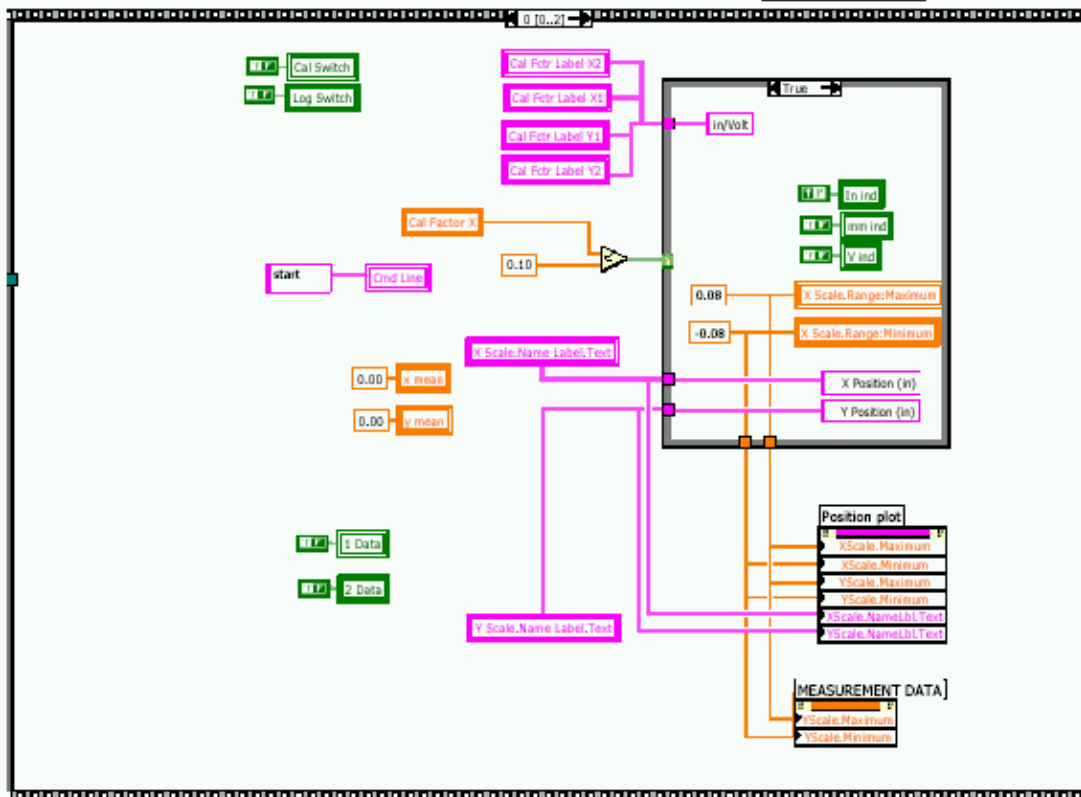 0 [0..2]
Cal Switch
Log Switch
Cal Fctr Label X2
Cal Fctr Label X1
Cal Fctr Label Y1
Cal Fctr Label Y2
True
in/Volt
In ind
mm ind
V ind
Cal Factor X
0.10
start
Cmd Line
0.08
X Scale.Range:Maximum
-0.08
X Scale.Range:Minimum
X Scale.Name Label.Text
0.00
x mean
X Position (in)
Y Position (in)
0.00
y mean
Position plot
XScale.Maximum
XScale.Minimum
YScale.Maximum
YScale.Minimum
XScale.NameLbl.Text
YScale.NameLbl.Text
1 Data
2 Data
Y Scale.Name Label.Text
MEASUREMENT DATA
YScale.Maximum
YScale.Minimum